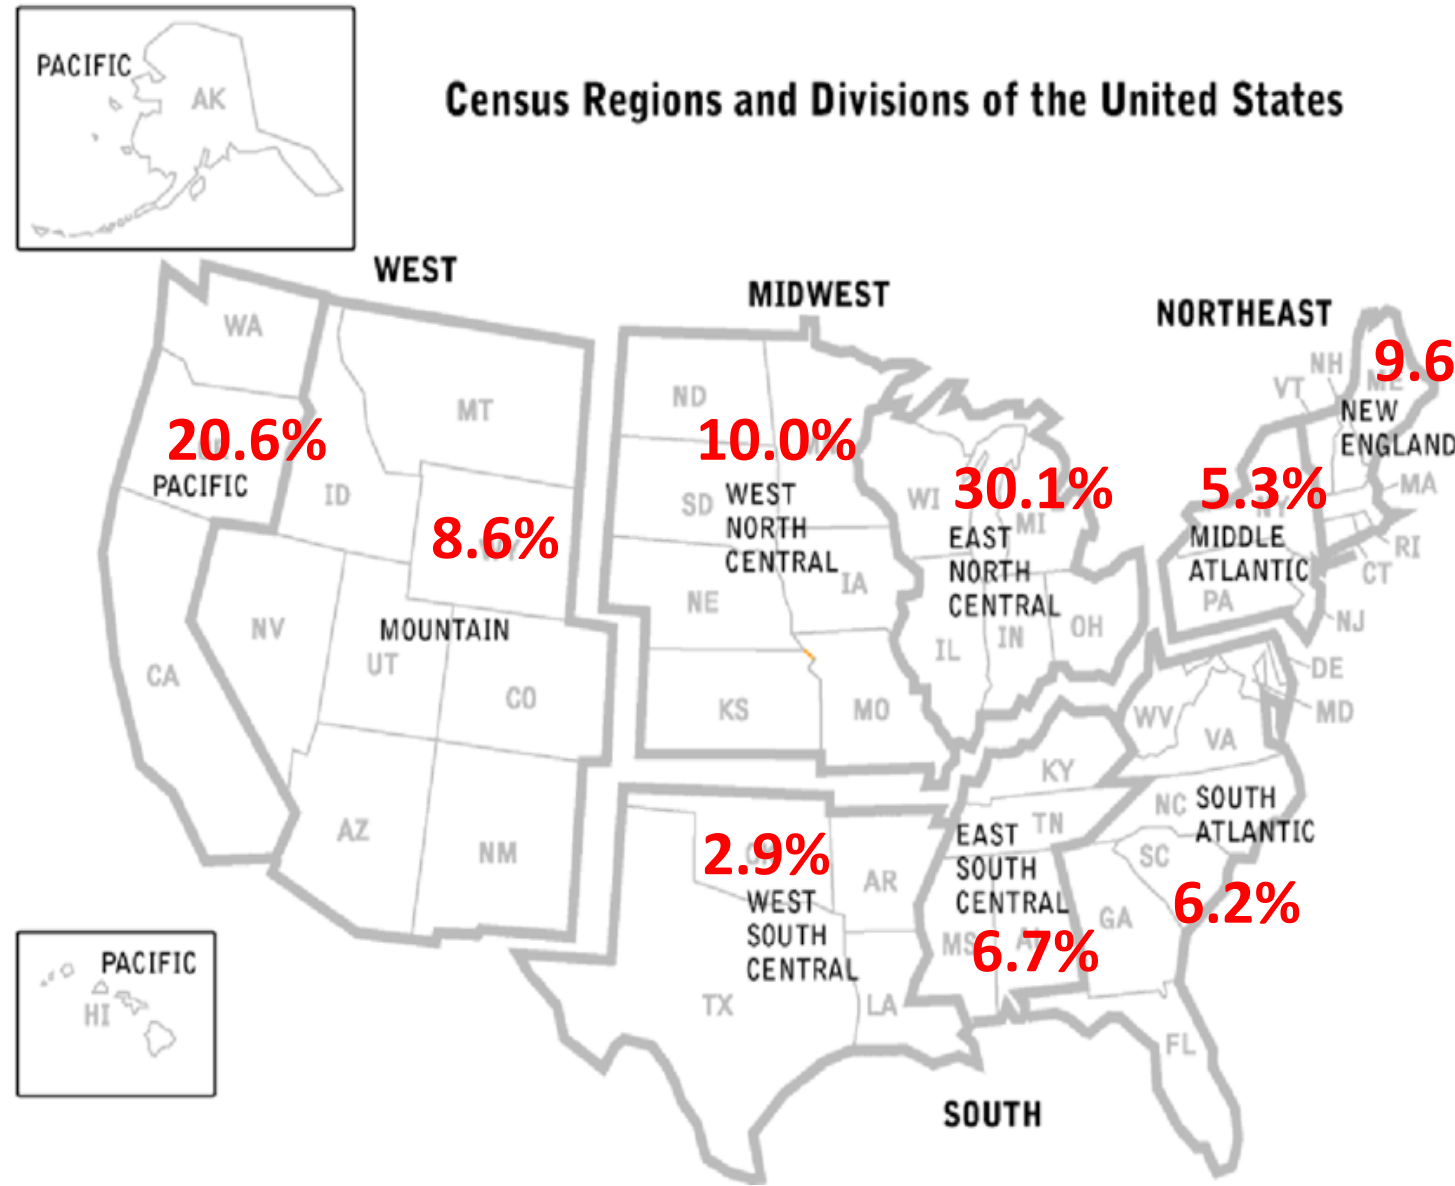 PACIFIC
AK
Census Regions and Divisions of the United States
WEST
MIDWEST
NORTHEAST
WA
MT
ID
20.6%
PACIFIC
8.6%
NV
MOUNTAIN
UT
CO
CA
AZ
NM
ND
10.0%
SD
WEST
NORTH
CENTRAL
NE
IA
KS
MO
WI
30.1%
MI
EAST
NORTH
CENTRAL
IL
IN
OH
NH
VT
9.6
ME
NEW
ENGLAND
5.3%
NY
MA
MIDDLE
ATLANTIC
RI
CT
PA
NJ
DE
MD
WV
VA
KY
NC
SOUTH
ATLANTIC
TN
SC
EAST
SOUTH
CENTRAL
GA
6.2%
MS
6.7%
2.9%
AR
WEST
SOUTH
CENTRAL
TX
LA
FL
PACIFIC
HI
SOUTH